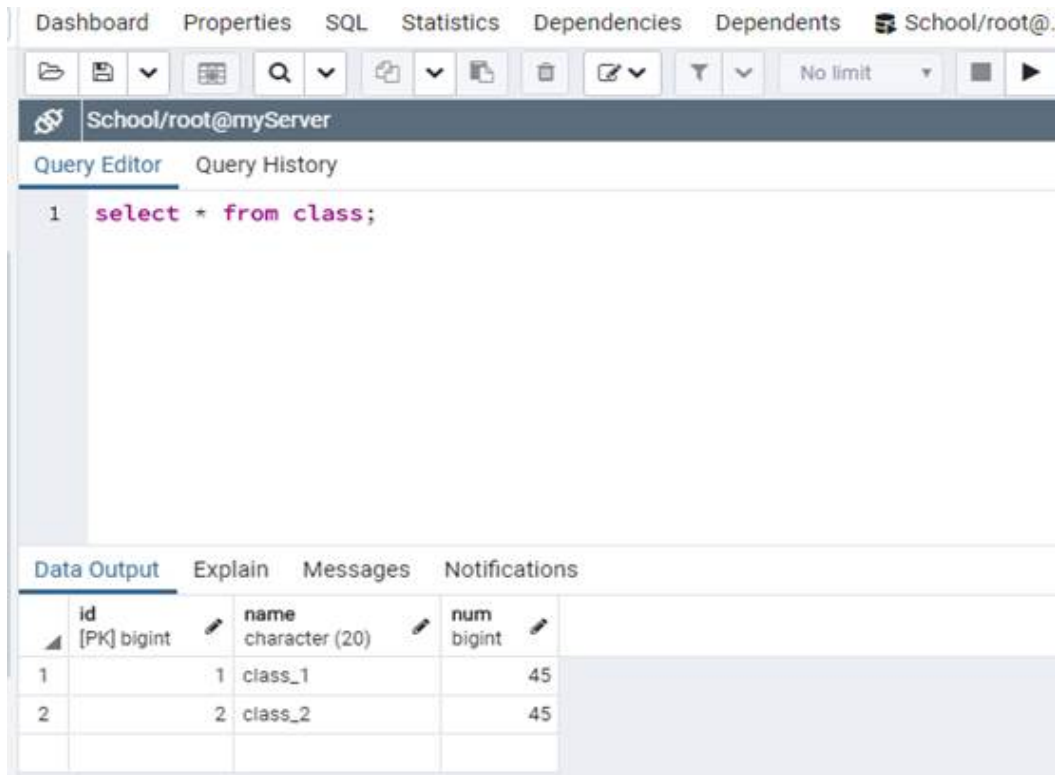 Dashboard Properties SQL Statistics Dependencies Dependents School/root@.
No limit
School/root@myServer
Query Editor Query History
1 select * from class;
Data Output Explain Messages Notifications
id name num
[PK] bigint character (20) bigint
1 1 class_1 45
2 2 class_2 45